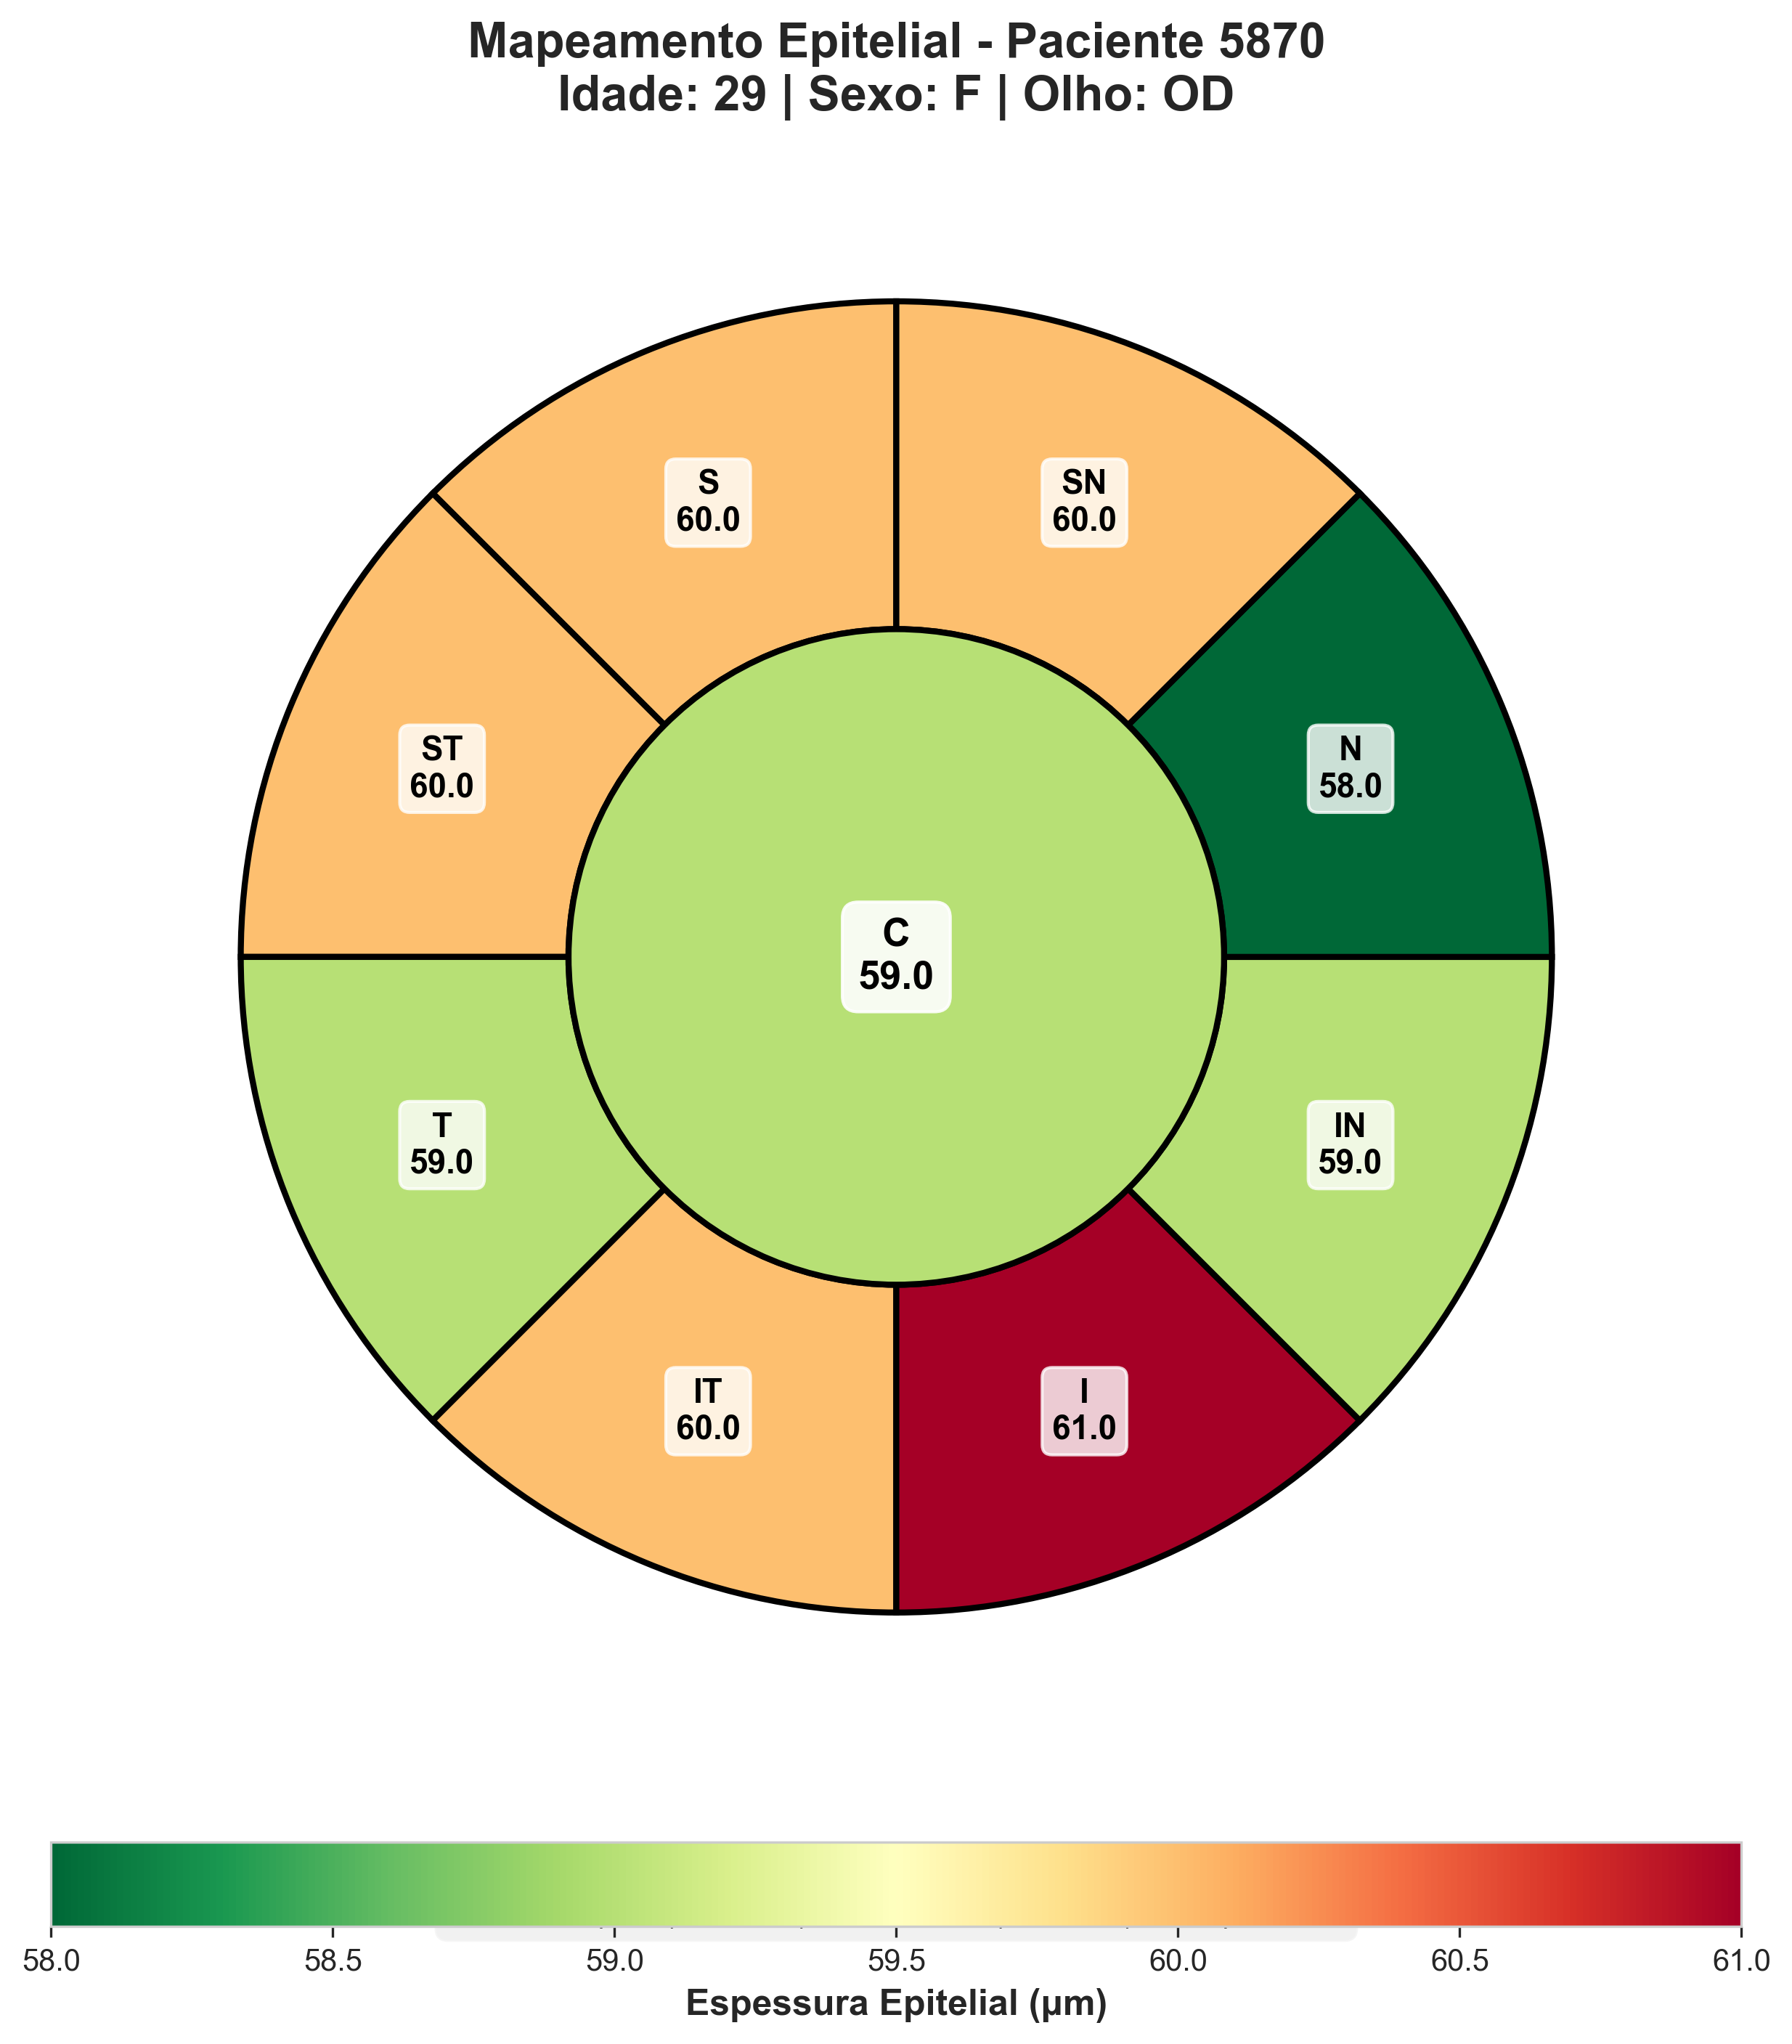 Mapeamento Epitelial - Paciente 5870
Idade: 29 | Sexo: F | Olho: OD
S
60.0
SN
60.0
ST
60.0
N
58.0
C
59.0
T
59.0
IN
59.0
IT
60.0
I
61.0
58.0
58.5
59.0
59.5
60.0
60.5
61.0
Espessura Epitelial (µm)